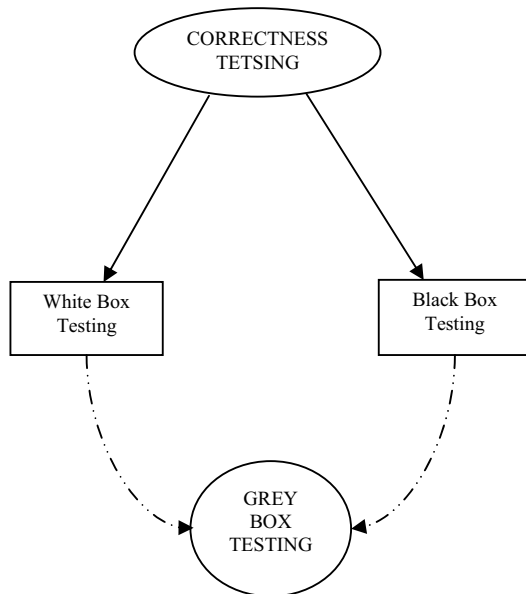 CORRECTNESS
TETSING
White Box
Testing
Black Box
Testing
GREY
BOX
TESTING